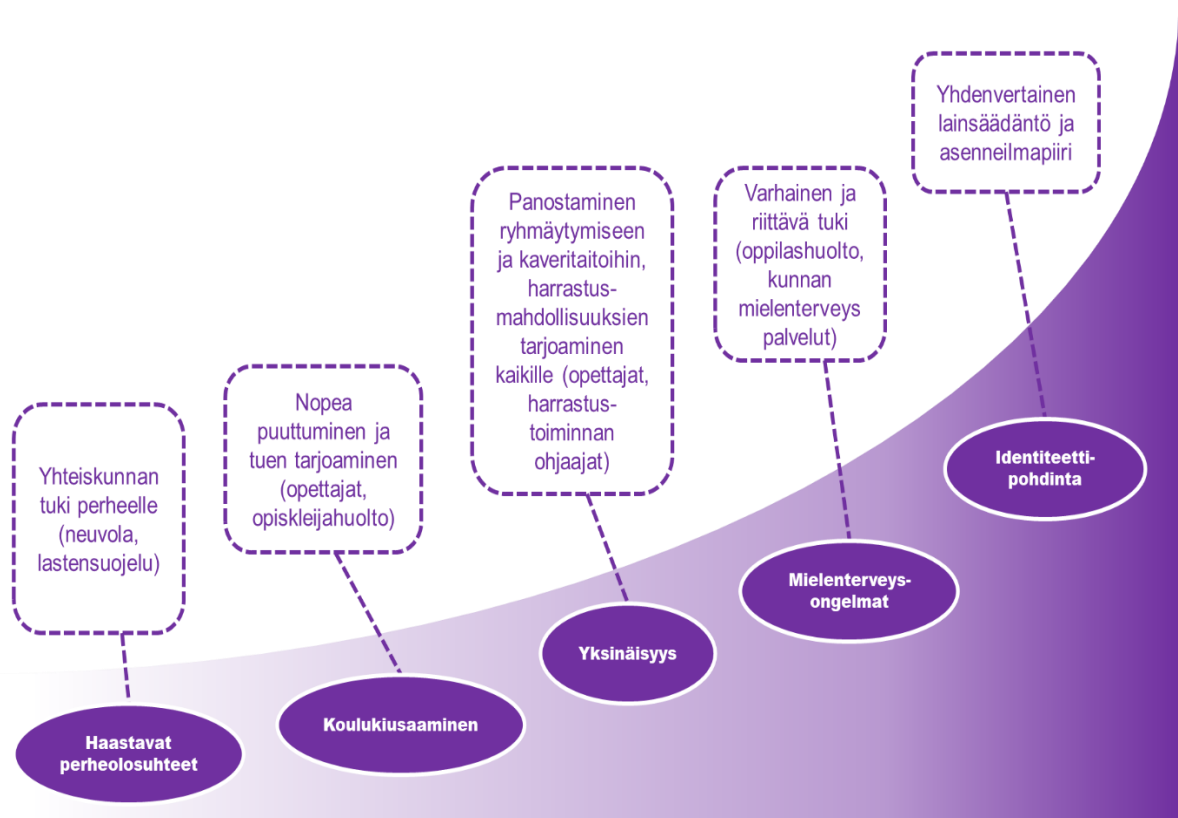 Yhteiskunnan
tuki perheelle
(neuvola,
lastensuojelu)
Haastavat
perheolosuhteet
Nopea
puuttuminen ja
tuen tarjoaminen
(opettajat,
opiskleijahuolto)
Koulukiusaaminen
Panostaminen
ryhmäytymiseen
ja kaveritaitoihin,
harrastus-
mahdollisuuksien
tarjoaminen
kaikille (opettajat,
harrastus-
toiminnan
ohjaajat)
Yksinäisyys
Varhainen ja
riittävä tuki
(oppilashuolto,
kunnan
mielenterveys
palvelut)
Mielenterveys-
ongelmat
Yhdenvertainen
lainsäädäntö ja
asenneilmapiiri
Identiteetti-
pohdinta